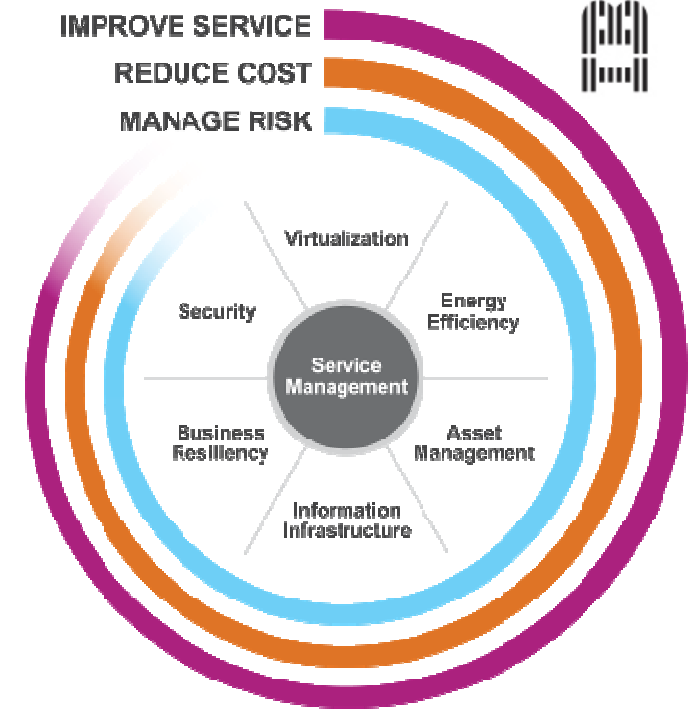 IMPROVE SERVICE
REDUCE COST
MANAGE RISK
Virtualization
Security
Energy
Efficiency
Service
Management
Business
Resiliency
Asset
Management
Information
Infrastructure